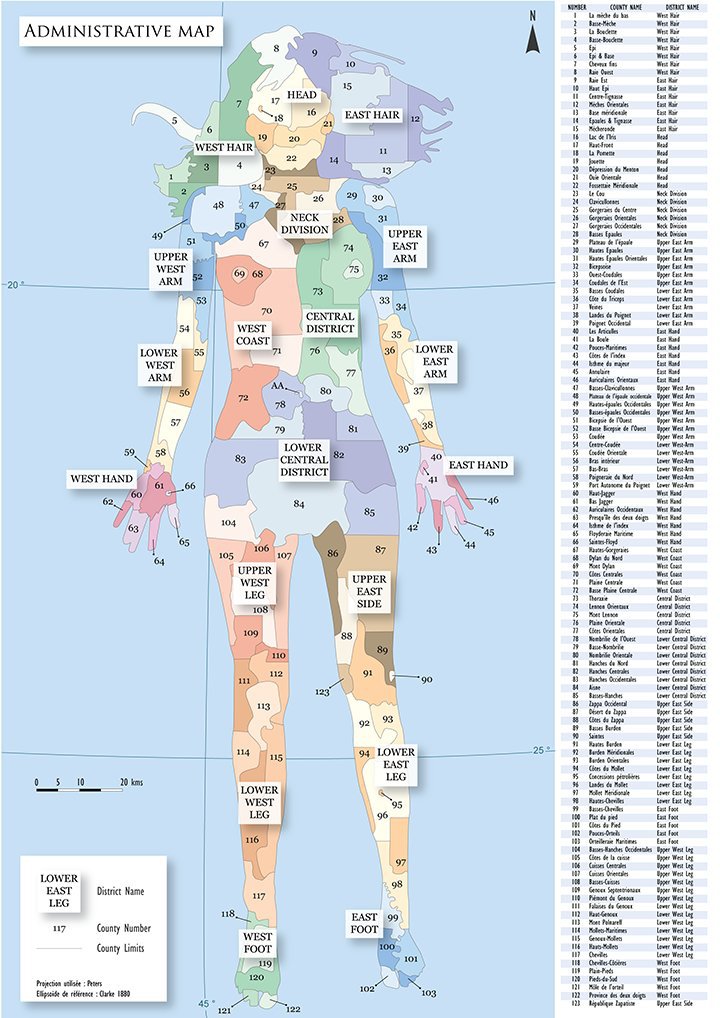 ADMINISTRATIVE MAP
N
8
9
10
HEAD
15
7
17
16
EAST HAIR
5
18
21
12
6
19
20
WEST HAIR
22
14
11
3
4
23
13
1
24
25
2
48
47
27
26
29
30
NECK
DIVISION
28
31
49
50
51
67
74
UPPER
EAST
ARM
UPPER
WEST
ARM
69
68
75
52
32
20 °
53
73
33
34
54
70
CENTRAL
DISTRICT
WEST
COAST
35
LOWER
WEST
ARM
55
71
76
36
LOWER
EAST
ARM
56
AA
77
37
72
78
80
57
79
81
38
59
58
LOWER
CENTRAL
DISTRICT
82
39
WEST HAND
83
40
EAST HAND
61
66
41
60
62
84
46
63
104
85
42
45
65
43
44
64
105
106
107
86
87
UPPER
WEST
LEG
UPPER
EAST
SIDE
108
109
88
89
110
91
90
111
112
123
113
92
93
114
115
94
25 °
LOWER
EAST
LEG
LOWER
WEST
LEG
95
96
0 5 10 20 kms
116
97
98
117
LOWER
EAST
LEG
District Name
117
County Number
County Limits
Projection utilisée : Peters
Ellipsoide de référence : Clarke 1880
118
EAST
FOOT
99
WEST
FOOT
100
101
119
120
102
103
121
122
45 °
NUMBER COUNTY NAME DISTRICT NAME
1 La mèche du bas West Hair
2 Basse-Mèche West Hair
3 La Bouclette West Hair
4 Basse-Bouclette West Hair
5 Epi West Hair
6 Epi & Base West Hair
7 Cheveux fins West Hair
8 Raie Ouest West Hair
9 Raie Est East Hair
10 Haut Epi East Hair
11 Centre-Tignasse East Hair
12 Mèches Orientales East Hair
13 Base méridionale East Hair
14 Epaules & Tignasse East Hair
15 Mècheronde East Hair
16 Lac de l'Iris Head
17 Haut-Front Head
18 La Pommette Head
19 Jouette Head
20 Dépression du Menton Head
21 Ouie Orientale Head
22 Fossettaie Méridionale Head
23 Le Cou Neck Division
24 Claviculonnes Neck Division
25 Gorgeraies du Centre Neck Division
26 Gorgeraies Orientales Neck Division
27 Gorgeraies Occidentales Neck Division
28 Basses Epaules Neck Division
29 Plateau de l'épaule Upper East Arm
30 Hautes Epaules Upper East Arm
31 Hautes Epaules Orientales Upper East Arm
32 Bicepsoise Upper East Arm
33 Ouest-Coudales Upper East Arm
34 Coudales de l'Est Upper East Arm
35 Basses Coudales Lower East Arm
36 Côte du Triceps Lower East Arm
37 Veines Lower East Arm
38 Landes du Poignet Lower East Arm
39 Poignet Occidental Lower East Arm
40 Les Articulles East Hand
41 La Boule East Hand
42 Pouces-Maritimes East Hand
43 Côtes de l'index East Hand
44 Isthme du majeur East Hand
45 Annulaire East Hand
46 Auriculaires Orientaux East Hand
47 Basses-Claviculonnes Upper West Arm
48 Plateau de l'épaule occidentale Upper West Arm
49 Hautes-épaules Occidentales Upper West Arm
50 Basses-épaules Occidentales Upper West Arm
51 Bicepsie de l'Ouest Upper West Arm
52 Basse Bicepsie de l'Ouest Upper West Arm
53 Coudée Upper West Arm
54 Centre-Coudée Lower West-Arm
55 Coudée Orientale Lower West-Arm
56 Bras intérieur Lower West-Arm
57 Bas-Bras Lower West-Arm
58 Poigneraie du Nord Lower West-Arm
59 Port Autonome du Poignet Lower West-Arm
60 Haut-Jagger West Hand
61 Bas Jagger West Hand
62 Auriculaires Occidentaux West Hand
63 Presqu'île des deux doigts West Hand
64 Isthme de l'index West Hand
65 Floyderaie Maritime West Hand
66 Saintes-Floyd West Hand
67 Hautes-Gorgeraies West Coast
68 Dylan du Nord West Coast
69 Mont Dylan West Coast
70 Côtes Centrale West Coast
71 Plaine Centrale West Coast
72 Basse Plaine Centrale West Coast
73 Thoraxie Central District
74 Lennon Orientaux Central District
75 Mont Lennon Central District
76 Plaine Orientale Central District
77 Côtes Orientales Central District
78 Nombrilie de l'Ouest Lower Central District
79 Basse-Nombrilie Lower Central District
80 Nombrilie Orientale Lower Central District
81 Hanches du Nord Lower Central District
82 Hanches Centrales Lower Central District
83 Hanches Occidentales Lower Central District
84 Aisne Lower Central District
85 Basses-Hanches Lower Central District
86 Zappa Occidental Upper East Side
87 Désert du Zappa Upper East Side
88 Côtes du Zappa Upper East Side
89 Basses Burden Upper East Side
90 Saintes Upper East Side
91 Hautes Burden Lower East Leg
92 Burden Méridionales Lower East Leg
93 Burden Orientales Lower East Leg
94 Côtes du Mollet Lower East Leg
95 Concessions pétrolières Lower East Leg
96 Landes du Mollet Lower East Leg
97 Mollet Méridionale Lower East Leg
98 Hautes-Chevilles Lower East Leg
99 Basses-Chevilles East Foot
100 Plat du pied East Foot
101 Côtes du Pied East Foot
102 Pouces-Orteils East Foot
103 Orteilleraie Maritimes East Foot
104 Basses-Hanches Occidentales Upper West Leg
105 Côtes de la cuisse Upper West Leg
106 Cuisses Centrales Upper West Leg
107 Cuisses Orientales Upper West Leg
108 Basses-Cuisses Upper West Leg
109 Genoux Septentrionaux Upper West Leg
110 Piémont du Genoux Upper West Leg
111 Falaises du Genoux Lower West Leg
112 Haut-Genoux Lower West Leg
113 Mont Polnareff Lower West Leg
114 Mollets-Maritimes Lower West Leg
115 Genoux-Mollets Lower West Leg
116 Hauts-Mollets Lower West Leg
117 Chevilles Lower West Leg
118 Chevilles-Côtières West Foot
119 Plain-Pieds West Foot
120 Pieds-du-Sud West Foot
121 Môle de l'orteil West Foot
122 Province des deux doigts West Foot
123 République Zapatiste Upper East Side